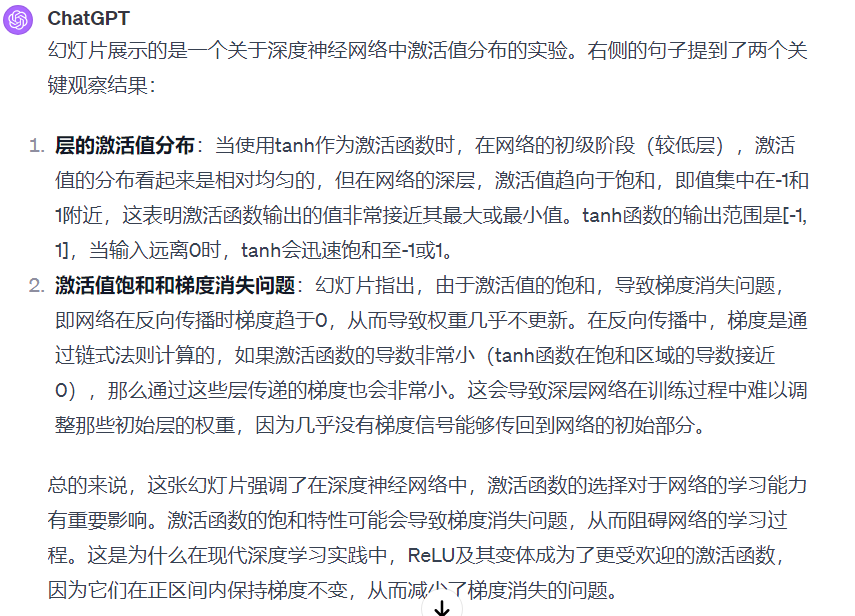 ChatGPT
幻灯片展示的是一个关于深度神经网络中激活值分布的实验。右侧的句子提到了两个关
键观察结果：
1. 层的激活值分布：当使用tanh作为激活函数时，在网络的初级阶段（较低层），激活
值的分布看起来是相对均匀的，但在网络的深层，激活值趋向于饱和，即值集中在-1和
1附近，这表明激活函数输出的值非常接近其最大或最小值。tanh函数的输出范围是[-1,
1]，当输入远离0时，tanh会迅速饱和至-1或1。
2. 激活值饱和和梯度消失问题：幻灯片指出，由于激活值的饱和，导致梯度消失问题，
即网络在反向传播时梯度趋于0，从而导致权重几乎不更新。在反向传播中，梯度是通
过链式法则计算的，如果激活函数的导数非常小（tanh函数在饱和区域的导数接近
0），那么通过这些层传递的梯度也会非常小。这会导致深层网络在训练过程中难以调
整那些初始层的权重，因为几乎没有梯度信号能够传回到网络的初始部分。
总的来说，这张幻灯片强调了在深度神经网络中，激活函数的选择对于网络的学习能力
有重要影响。激活函数的饱和特性可能会导致梯度消失问题，从而阻碍网络的学习过
程。这是为什么在现代深度学习实践中，ReLU及其变体成为了更受欢迎的激活函数，
因为它们在正区间内保持梯度不变，从而减少了梯度消失的问题。